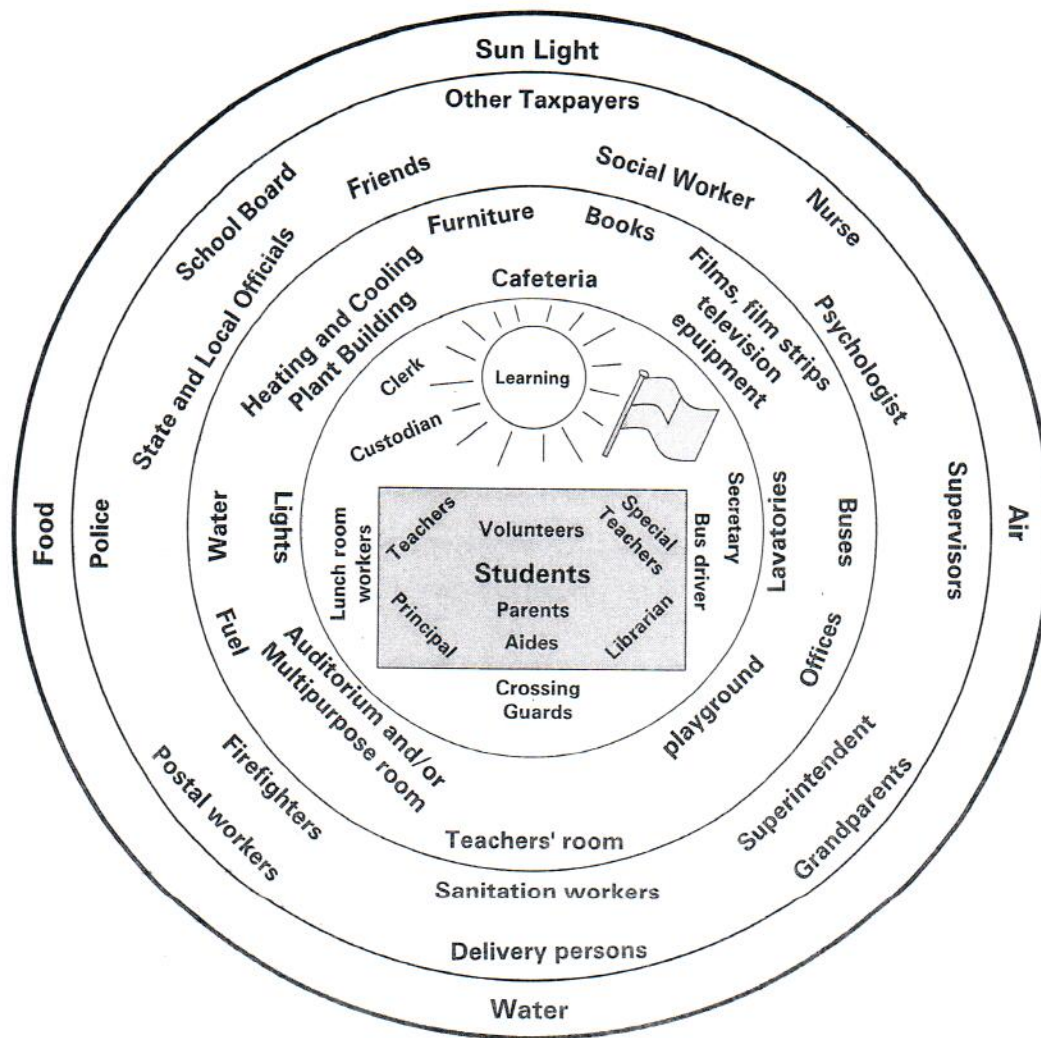 Sun Light
Other Taxpayers
School Board
Friends
Social Worker
Nurse
State and Local Officials
Furniture
Books
Heating and Cooling
Plant Building
Cafeteria
Films, film strips
television
epuipment
Psychologist
Clerk
Learning
Custodian
Food
Police
Water
Lights
Lunch room
workers
Teachers
Volunteers
Special
Teachers
Students
Principal
Parents
Aides
Librarian
Bus driver
Secretary
Lavatories
Buses
Supervisors
Air
Fuel
Auditorium and/or
Multipurpose room
Crossing
Guards
playground
Offices
Postal workers
Firefighters
Superintendent
Grandparents
Teachers' room
Sanitation workers
Delivery persons
Water